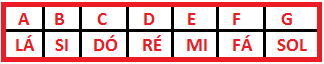 A B C D E F G
LÁ SI DÓ RÉ MI FÁ SOL